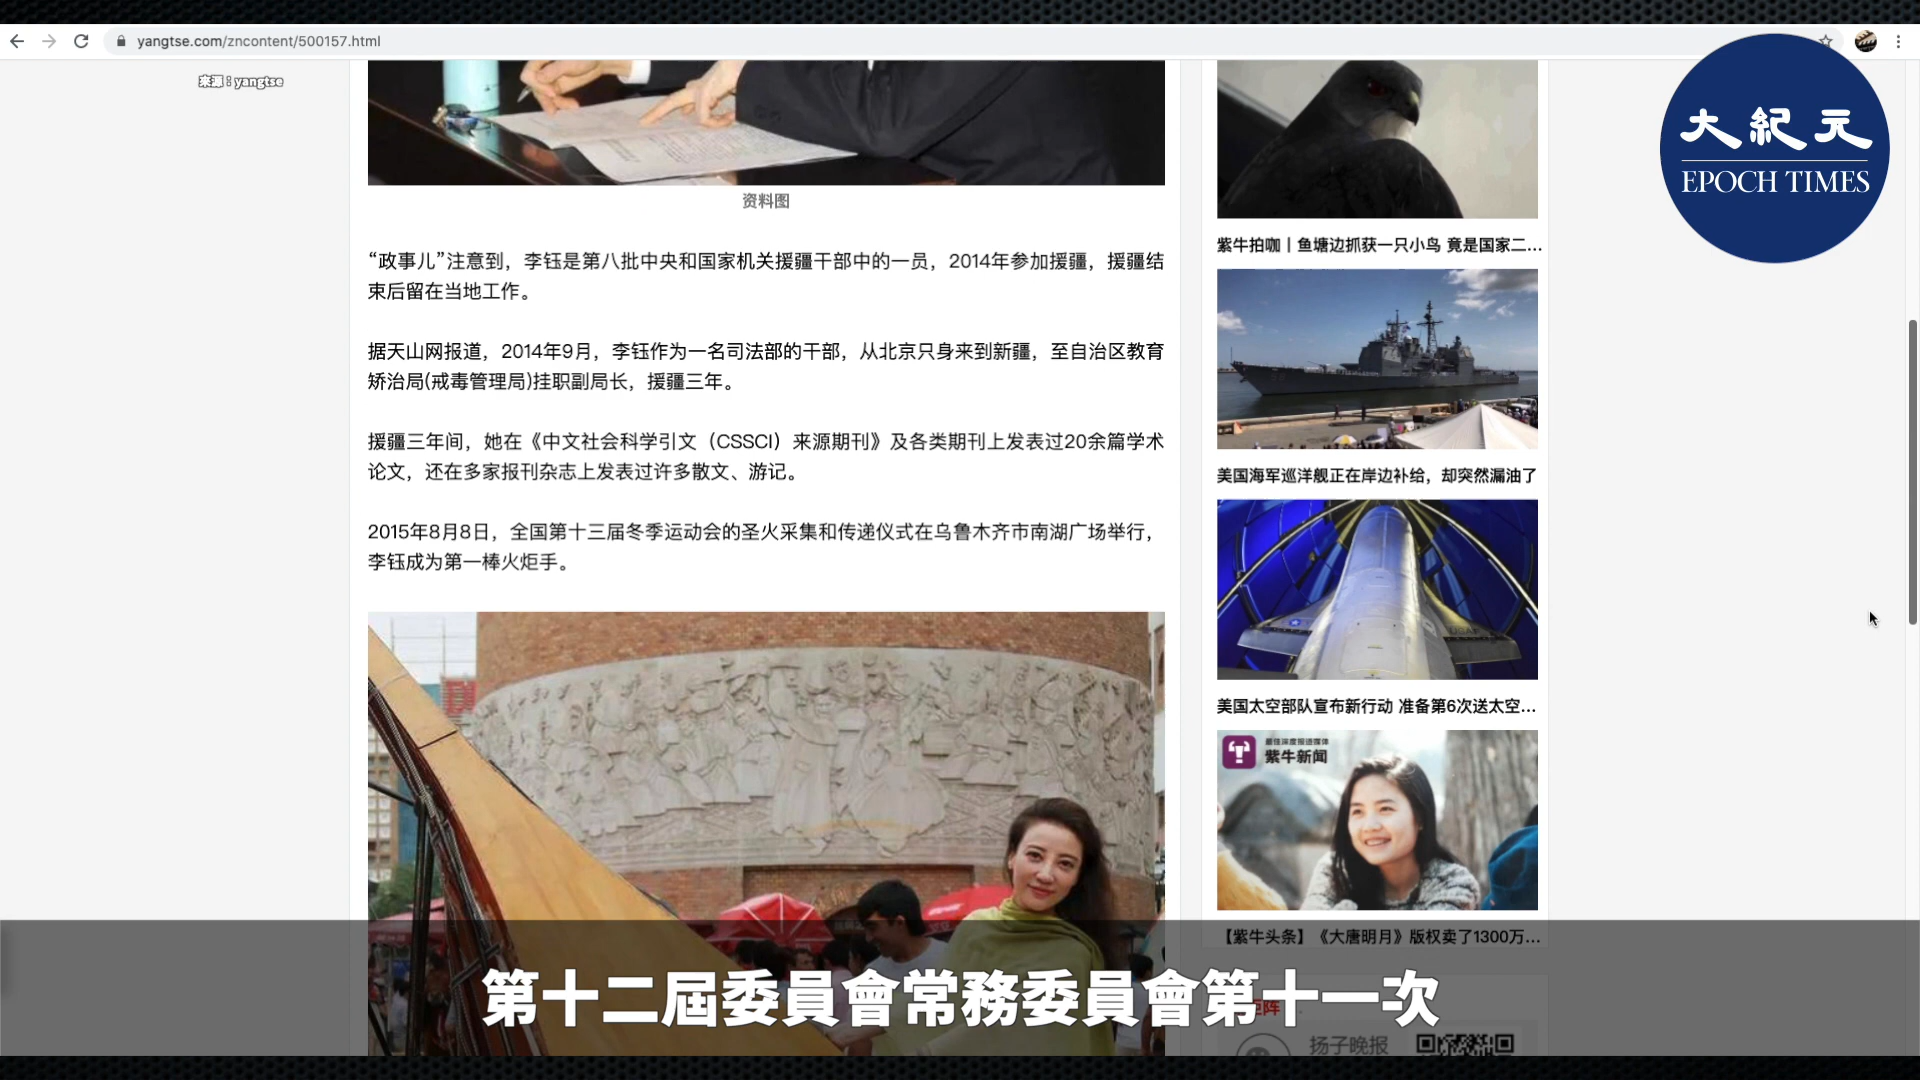 yangtse.com/zncontent/500157.html
来源：yangtse
大紀元
EPOCH TIMES
资料图
“政事儿”注意到，李钰是第八批中央和国家机关援疆干部中的一员，2014年参加援疆，援疆结
束后留在当地工作。
据天山网报道，2014年9月，李钰作为一名司法部的干部，从北京只身来到新疆，至自治区教育
矫治局(戒毒管理局)挂职副局长，援疆三年。
援疆三年间，她在《中文社会科学引文（CSSCI）来源期刊》及各类期刊上发表过20余篇学术
论文，还在多家报刊杂志上发表过许多散文、游记。
2015年8月8日，全国第十三届冬季运动会的圣火采集和传递仪式在乌鲁木齐市南湖广场举行，
李钰成为第一棒火炬手。
紫牛拍咖丨鱼塘边抓获一只小鸟 竟是国家二...
美国海军巡洋舰正在岸边补给，却突然漏油了
美国太空部队宣布新行动 准备第6次送太空...
最佳深度报道媒体
紫牛新闻
【紫牛头条】《大唐明月》版权卖了1300万...
矩阵
扬子晚报
第十二屆委員會常務委員會第十一次